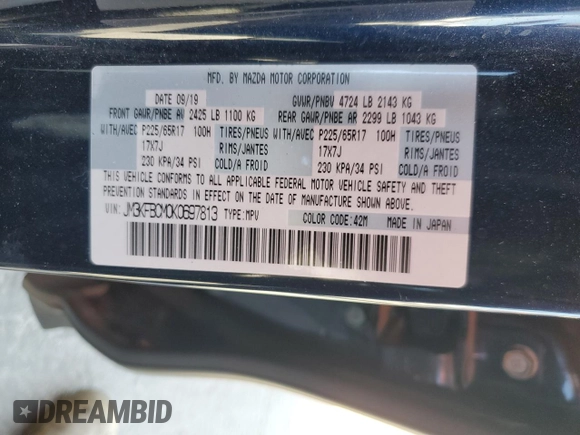 MFD. BY MAZDA MOTOR CORPORATION
DATE 09/19 GVWR/PNBV 4724 LB 2143 KG
FRONT GAWR/PNBE AV 2425 LB 1100 KG REAR GAWR/PNBE AR 2299 LB 1043 KG
WITH/AVEC P225/65R17 100H TIRES/PNEUS WITH/AVEC P225/65R17 100H TIRES/PNEUS
17X7J RIMS/JANTES 17X7J RIMS/JANTES
230 KPA/34 PSI COLD/A FROID 230 KPA/34 PSI COLD/A FROID
THIS VEHICLE CONFORMS TO ALL APPLICABLE FEDERAL MOTOR VEHICLE SAFETY AND THEFT
PREVENTION STANDARDS IN EFFECT ON THE DATE OF MANUFACTURE SHOWN ABOVE.
VIN: JM3KFBCM0K0697813 TYPE:MPV COLOR CODE:42M MADE IN JAPAN
DREAMBID